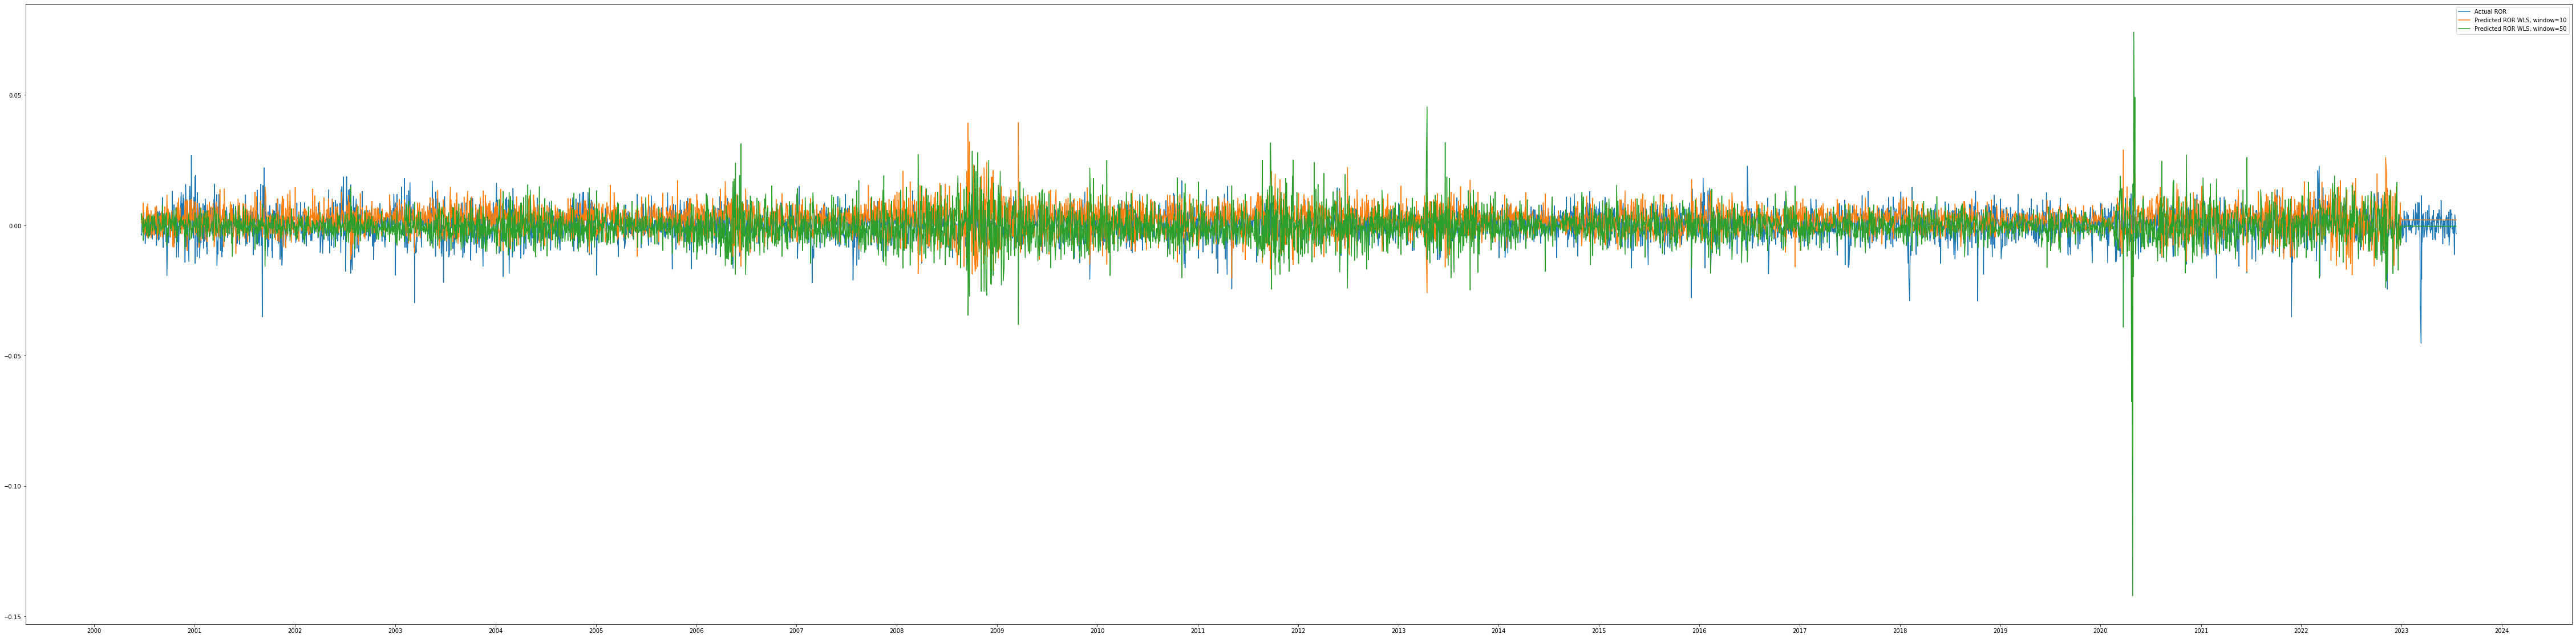 Actual ROR
Predicted ROR WLS, window=10
Predicted ROR WLS, window=50
0.05
0.00
−0.05
−0.10
−0.15
2000 2001 2002 2003 2004 2005 2006 2007 2008 2009 2010 2011 2012 2013 2014 2015 2016 2017 2018 2019 2020 2021 2022 2023 2024